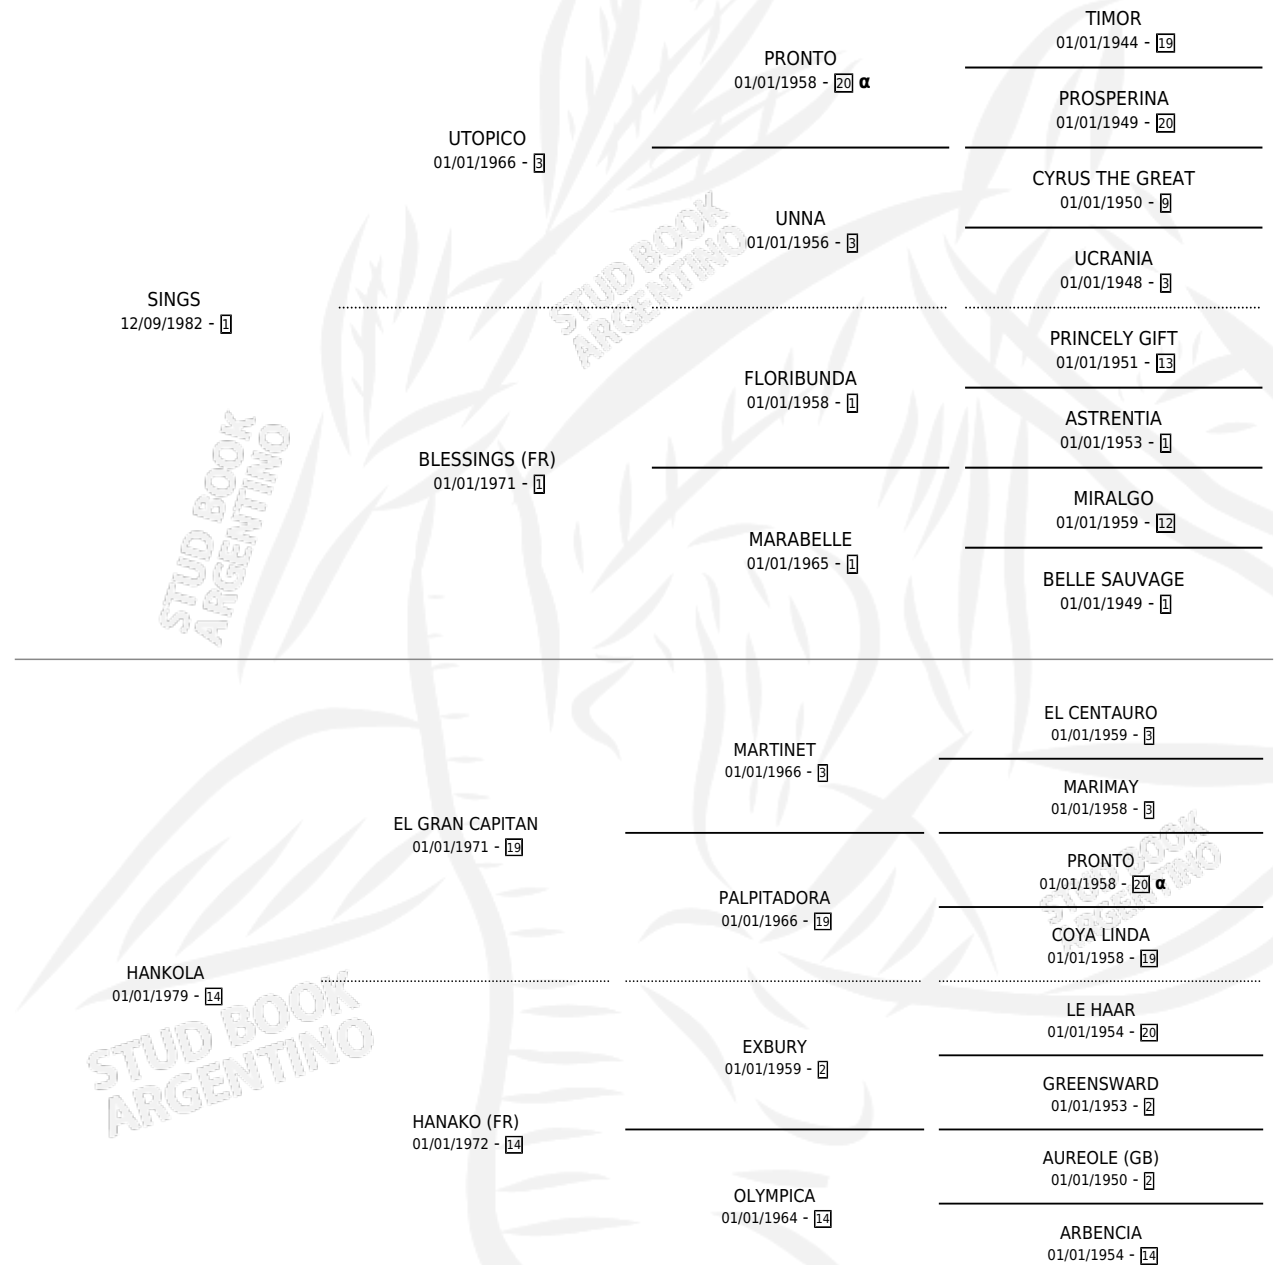 TIMOR
01/01/1944 - 19
PRONTO
01/01/1958 - 20 α
PROSPERINA
01/01/1949 - 20
UTOPICO
01/01/1966 - 3
CYRUS THE GREAT
01/01/1950 - 9
UNNA
01/01/1956 - 3
UCRANIA
01/01/1948 - 3
SINGS
12/09/1982 - 1
PRINCELY GIFT
01/01/1951 - 13
FLORIBUNDA
01/01/1958 - 1
ASTRENTIA
01/01/1953 - 1
BLESSINGS (FR)
01/01/1971 - 1
MIRALGO
01/01/1959 - 12
MARABELLE
01/01/1965 - 1
BELLE SAUVAGE
01/01/1949 - 1
STUD BOOK
ARGENTINO
STUD BOOK
ARGENTINO
EL CENTAURO
01/01/1959 - 3
MARTINET
01/01/1966 - 3
MARIMAY
01/01/1958 - 3
EL GRAN CAPITAN
01/01/1971 - 19
PRONTO
01/01/1958 - 20 α
PALPITADORA
01/01/1966 - 19
COYA LINDA
01/01/1958 - 19
HANKOLA
01/01/1979 - 14
LE HAAR
01/01/1954 - 20
EXBURY
01/01/1959 - 2
GREENSWARD
01/01/1953 - 2
HANAKO (FR)
01/01/1972 - 14
AUREOLE (GB)
01/01/1950 - 2
OLYMPICA
01/01/1964 - 14
ARBENCIA
01/01/1954 - 14
STUD BOOK
ARGENTINO
STUD BOOK
ARGENTINO